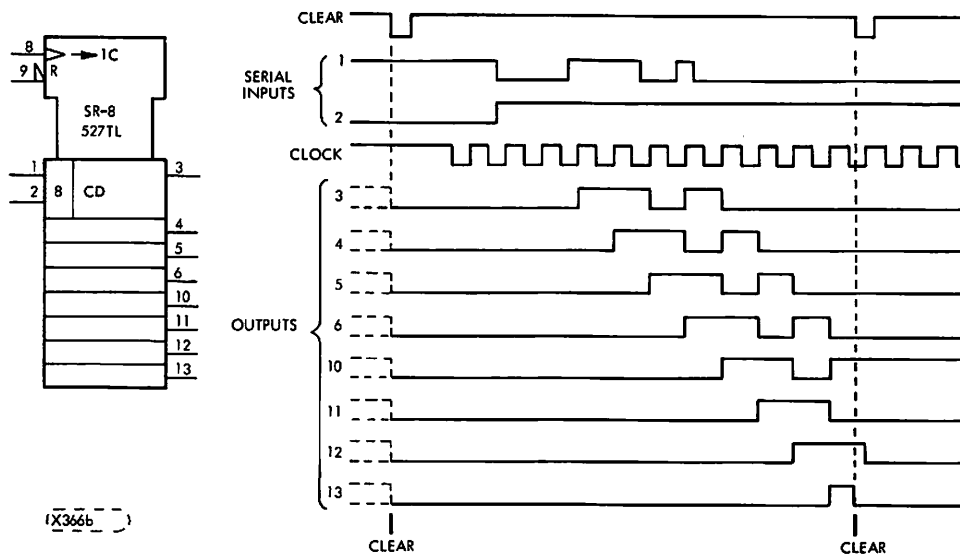 CLEAR
8
1C
9
R
SR-8
527TL
1
3
2
8
CD
4
5
6
10
11
12
13
SERIAL
INPUTS
1
2
CLOCK
OUTPUTS
3
4
5
6
10
11
12
13
X366b
CLEAR
CLEAR